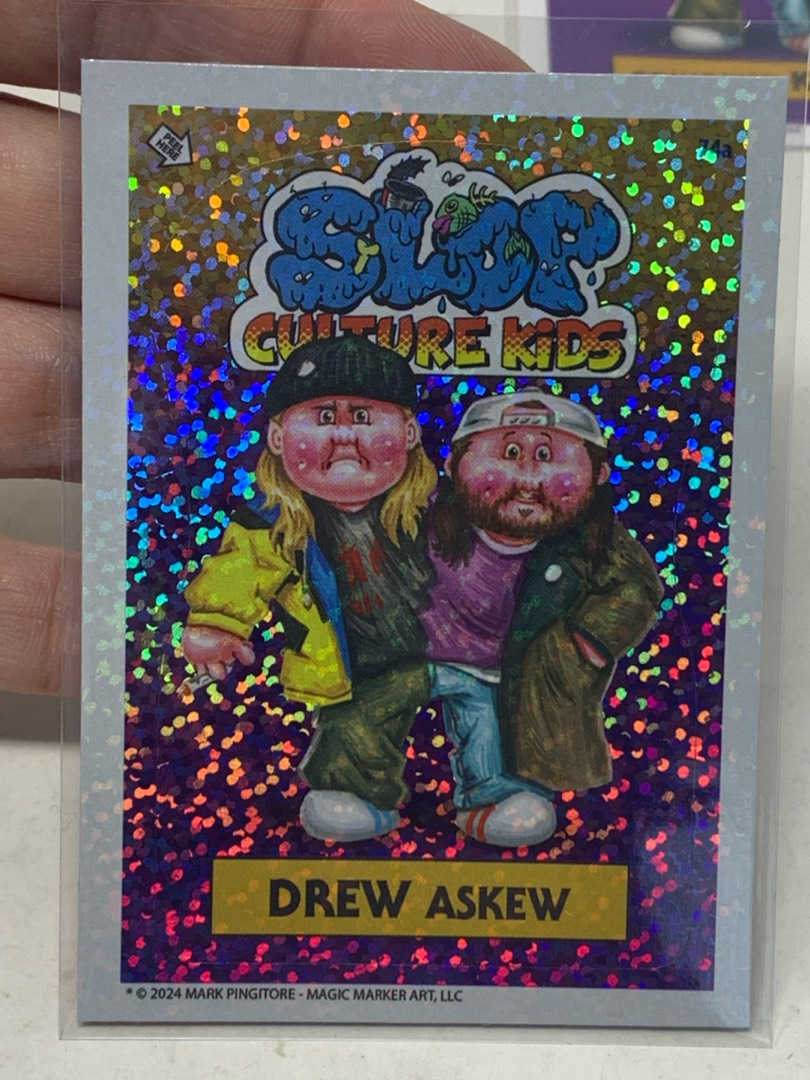 PEEL
HERE
74a
SLOP
CULTURE KIDS
DREW ASKEW
* © 2024 MARK PINGITORE - MAGIC MARKER ART, LLC